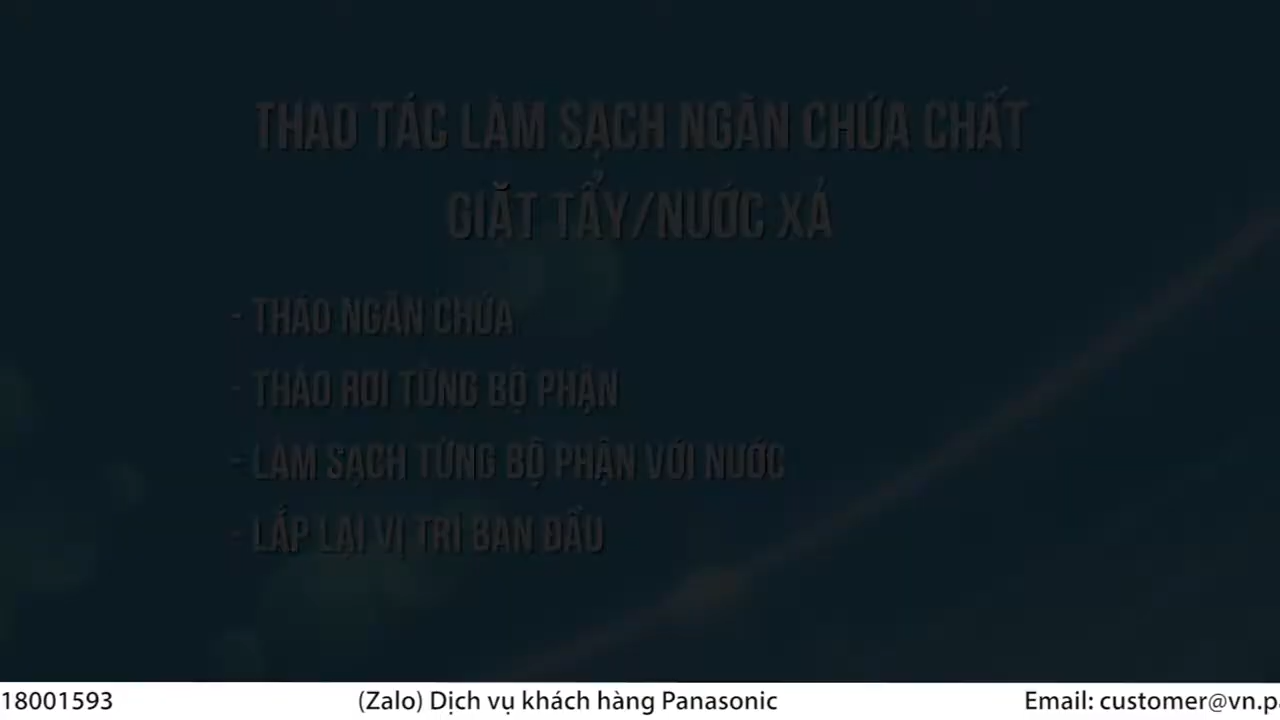 THAO TÁC LÀM SẠCH NGĂN CHỨA CHẤT
GIẶT TẨY/NƯỚC XẢ
- THÁO NGĂN CHỨA
- THÁO RỜI TỪNG BỘ PHẬN
- LÀM SẠCH TỪNG BỘ PHẬN VỚI NƯỚC
- LẮP LẠI VỊ TRÍ BAN ĐẦU
18001593 (Zalo) Dịch vụ khách hàng Panasonic Email: customer@vn.pa